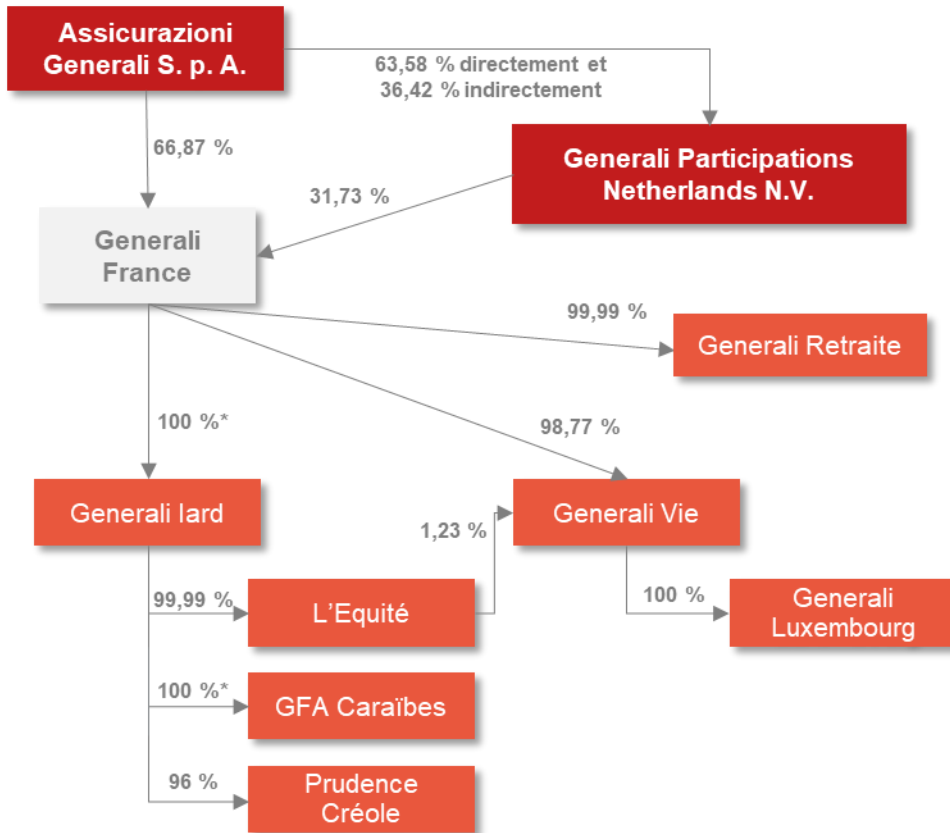 Assicurazioni
Generali S. p. A.
63,58 % directement et
36,42 % indirectement
66,87 %
Generali Participations
Netherlands N.V.
31,73 %
Generali
France
99,99 %
Generali Retraite
100 %*
98,77 %
Generali Iard
Generali Vie
1,23 %
99,99 %
L'Equité
100 %
Generali
Luxembourg
100 %*
GFA Caraïbes
96 %
Prudence
Créole